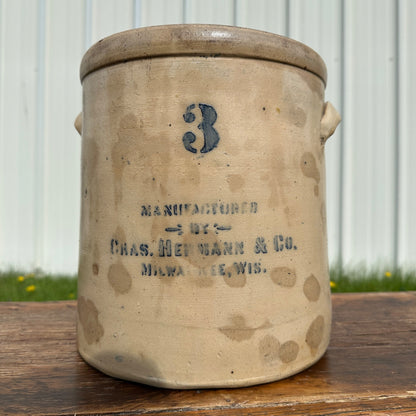 3
MANUFACTURED
BY
CHAS. HERMANN & CO.
MILWAUKEE, WIS.